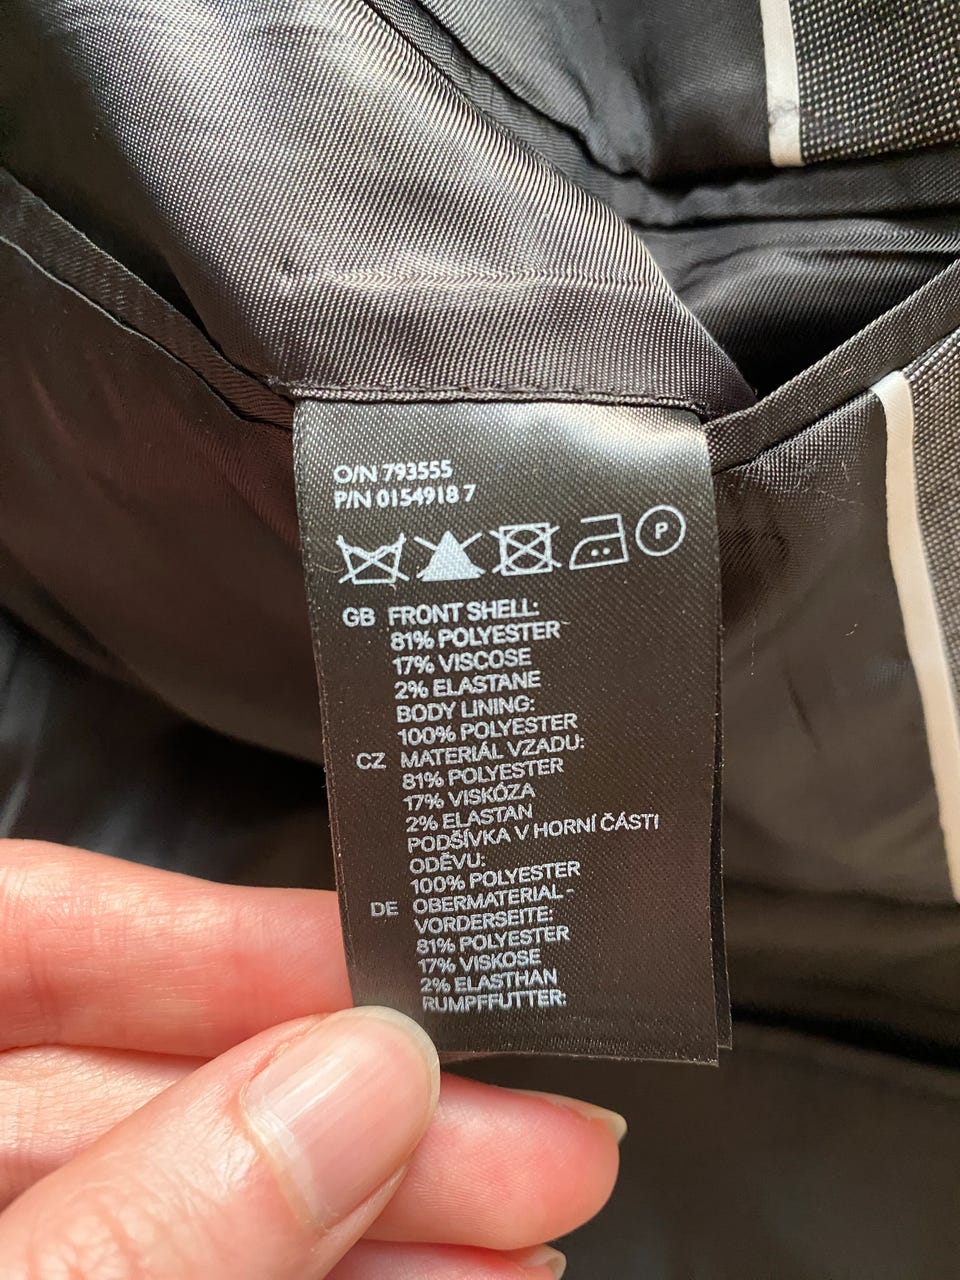 O/N 793555
P/N 0154918 7
P
GB FRONT SHELL:
81% POLYESTER
17% VISCOSE
2% ELASTANE
BODY LINING:
100% POLYESTER
CZ MATERIÁL VZADU:
81% POLYESTER
17% VISKÓZA
2% ELASTAN
PODŠÍVKA V HORNÍ ČÁSTI
ODĚVU:
100% POLYESTER
DE OBERMATERIAL -
VORDERSEITE:
81% POLYESTER
17% VISKOSE
2% ELASTHAN
RUMPFFUTTER: